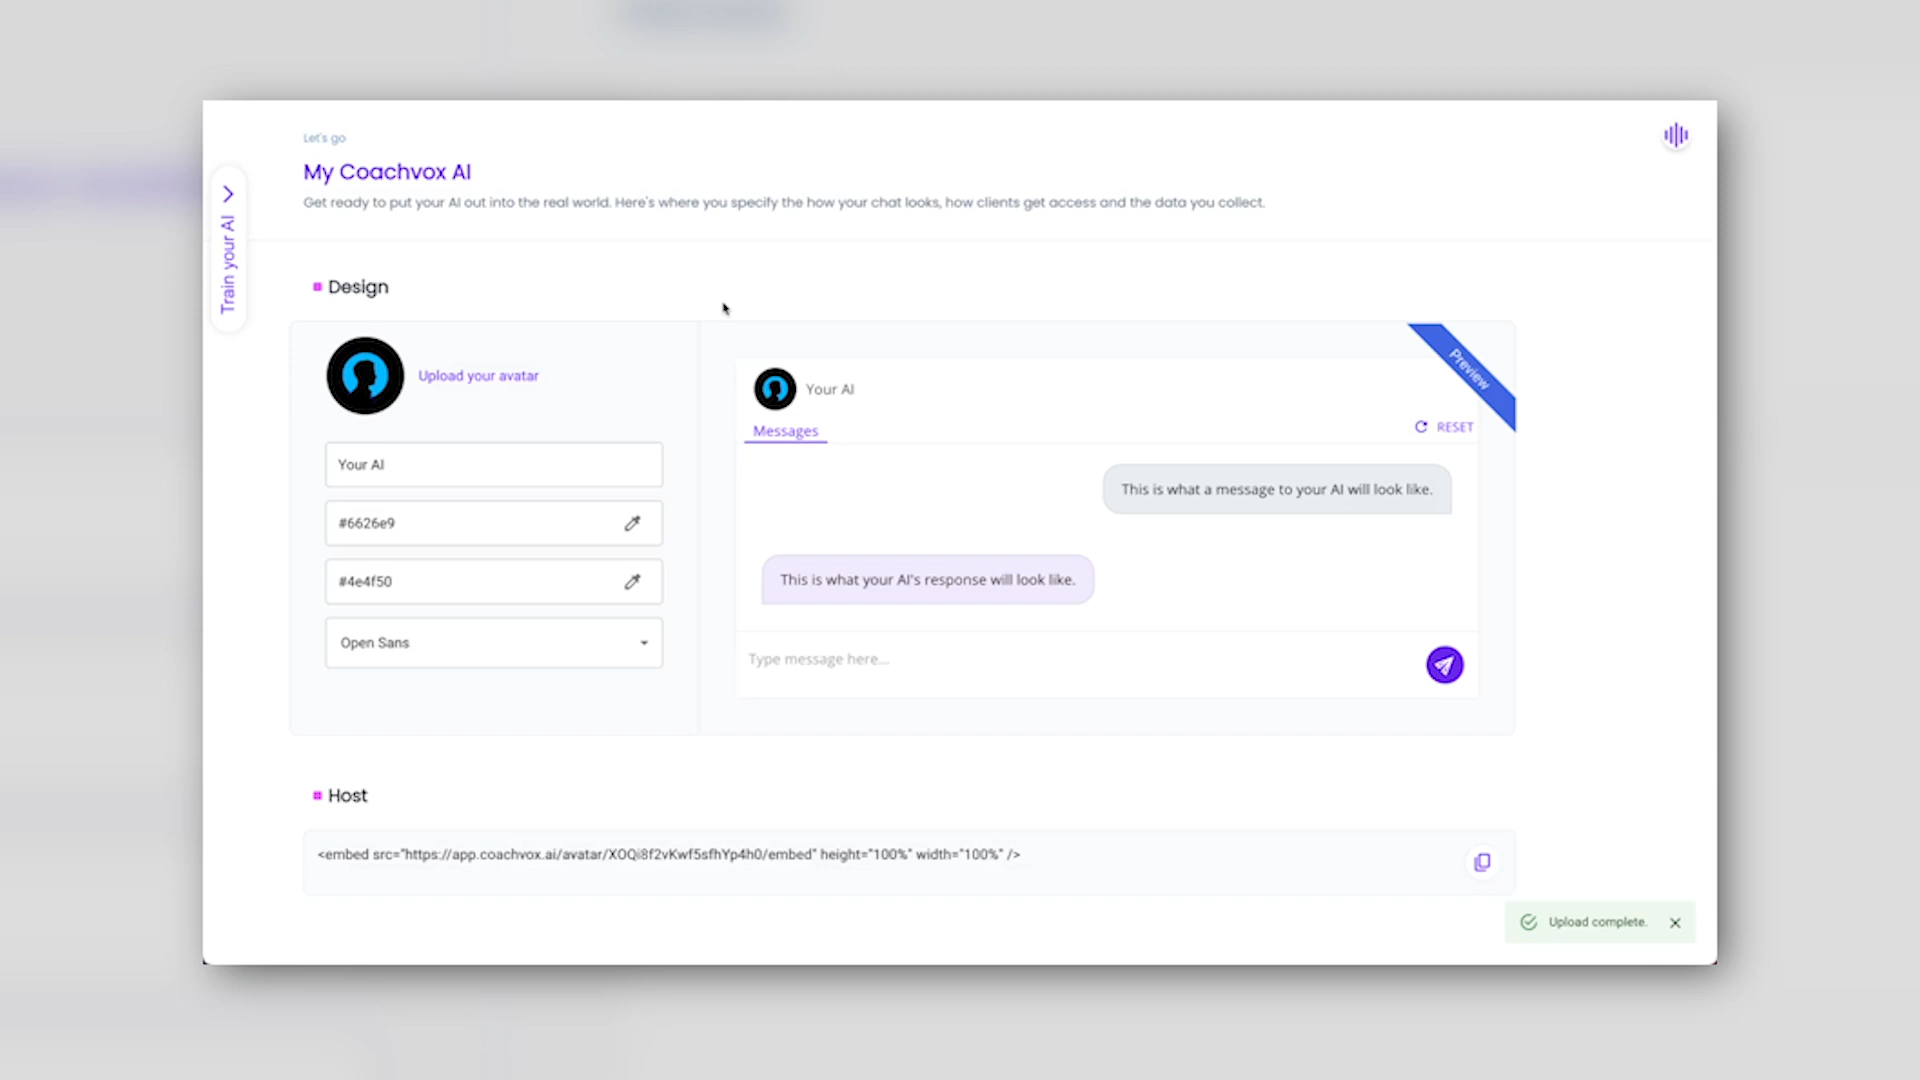 Let's go
My Coachvox AI
Get ready to put your AI out into the real world. Here's where you specify the how your chat looks, how clients get access and the data you collect.
Train your AI
Design
Upload your avatar
Your AI
#6626e9
#4e4f50
Open Sans
Preview
Your AI
Messages
RESET
This is what a message to your AI will look like.
This is what your AI's response will look like.
Type message here...
Host
<embed src="https://app.coachvox.ai/avatar/XOQi8f2vKwf5sfhYp4h0/embed" height="100%" width="100%" />
Upload complete.